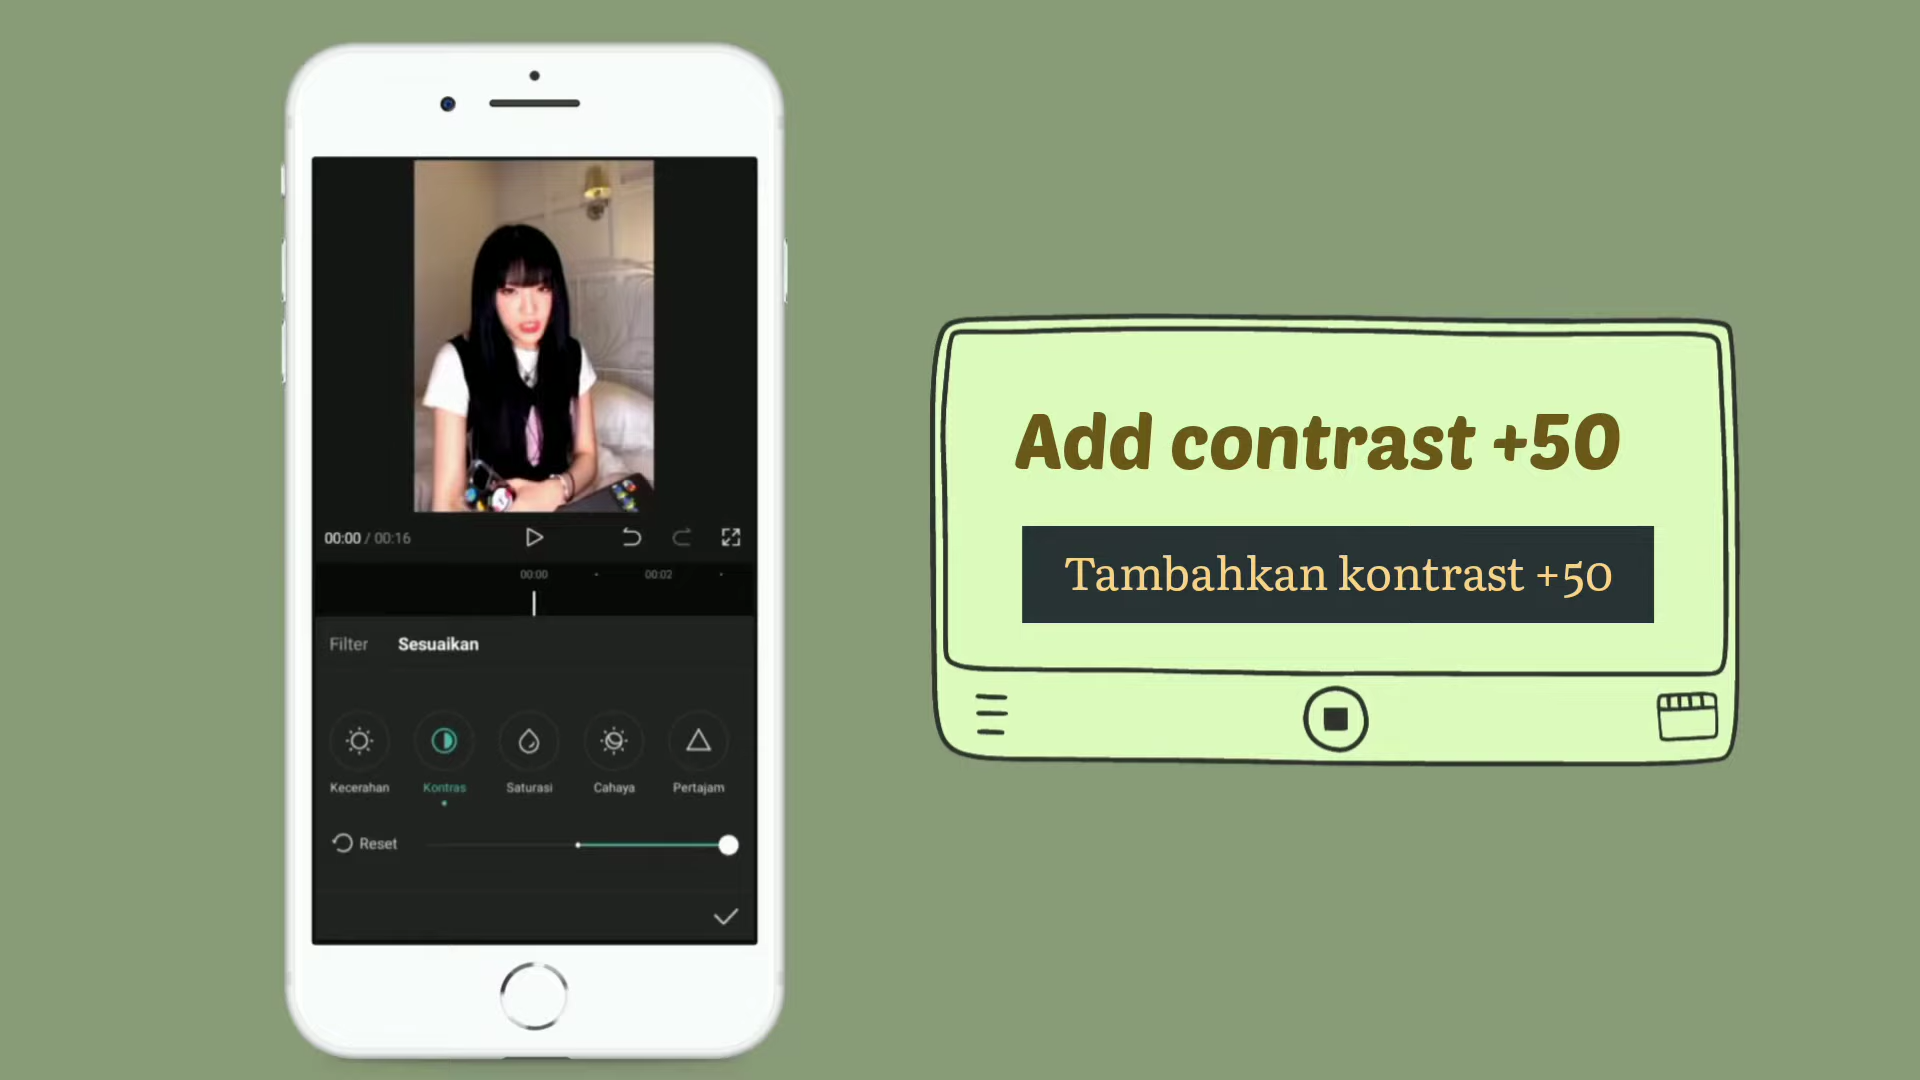 00:00 / 00:16
00:00
00:02
Filter
Sesuaikan
Kecerahan
Kontras
Saturasi
Cahaya
Pertajam
Reset
Add contrast +50
Tambahkan kontrast +50